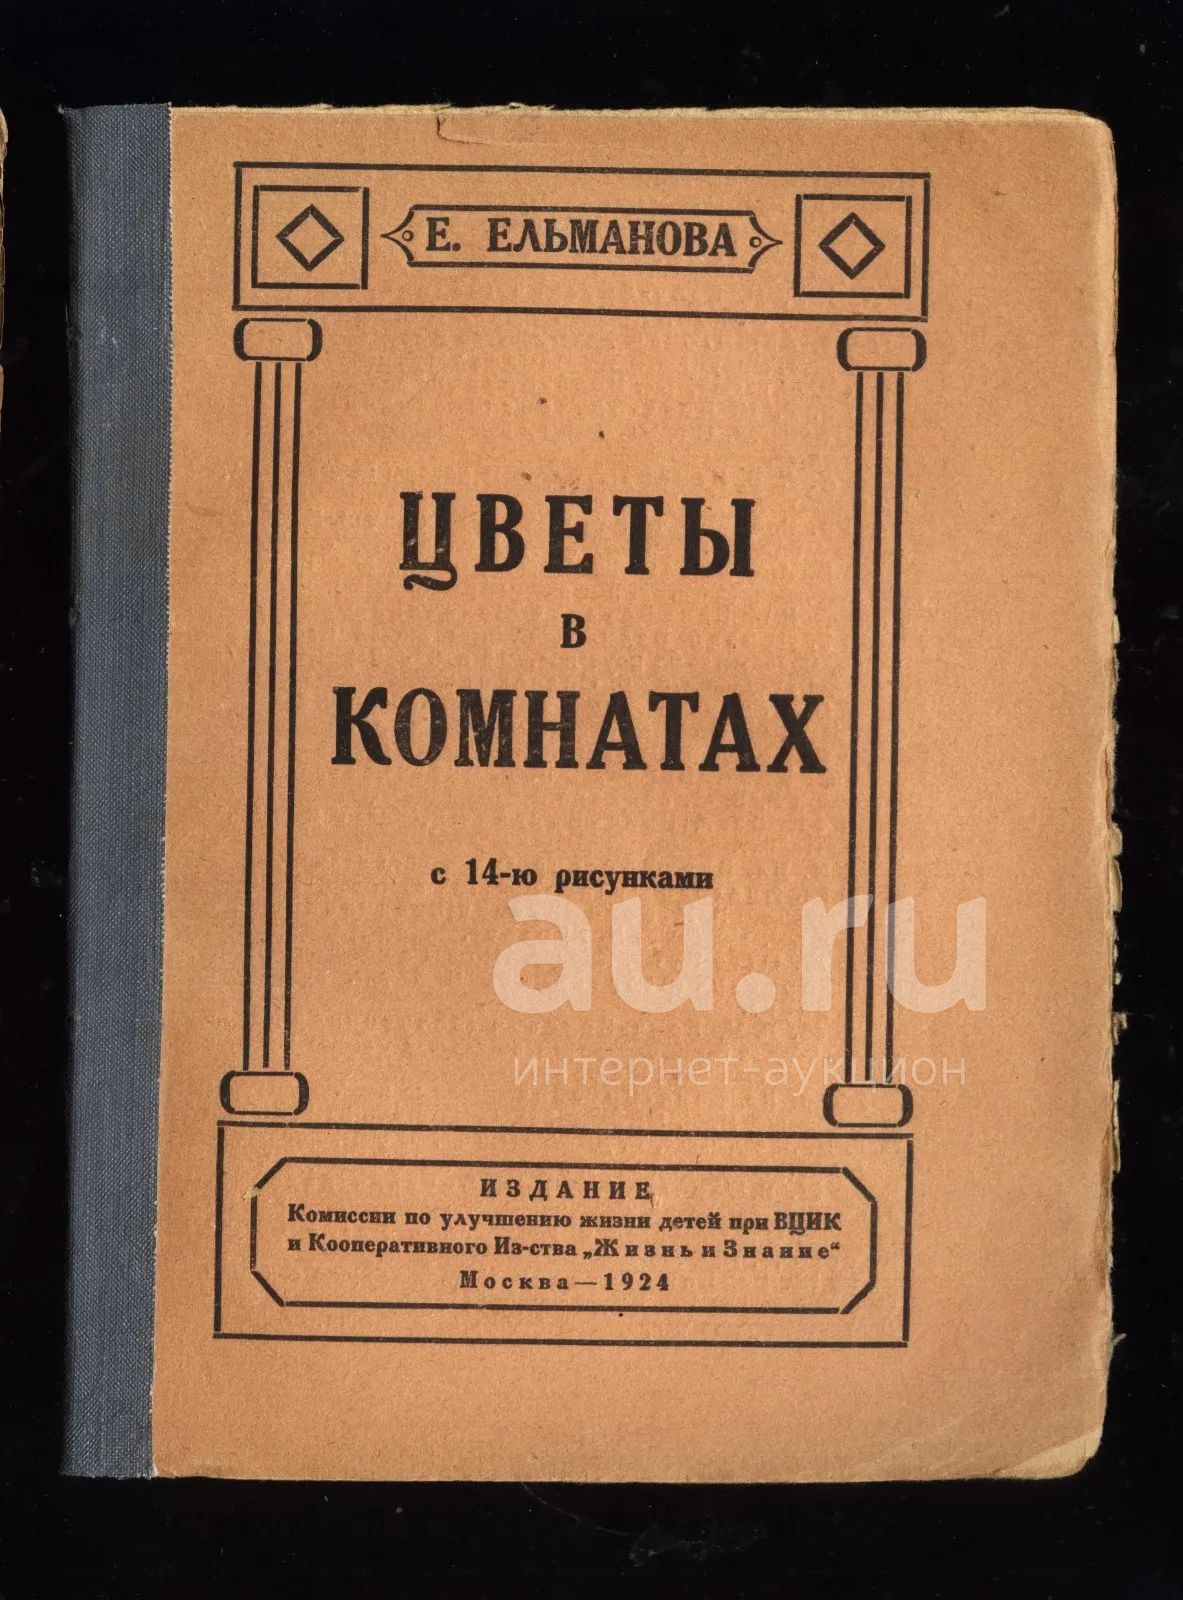 Е. ЕЛЬМАНОВА
ЦВЕТЫ
В
КОМНАТАХ
с 14-ю рисунками
au.ru
интернет-аукцион
ИЗДАНИЕ
Комиссии по улучшению жизни детей при ВЦИК
и Кооперативного Из-ства „Жизнь и Знание“
Москва—1924